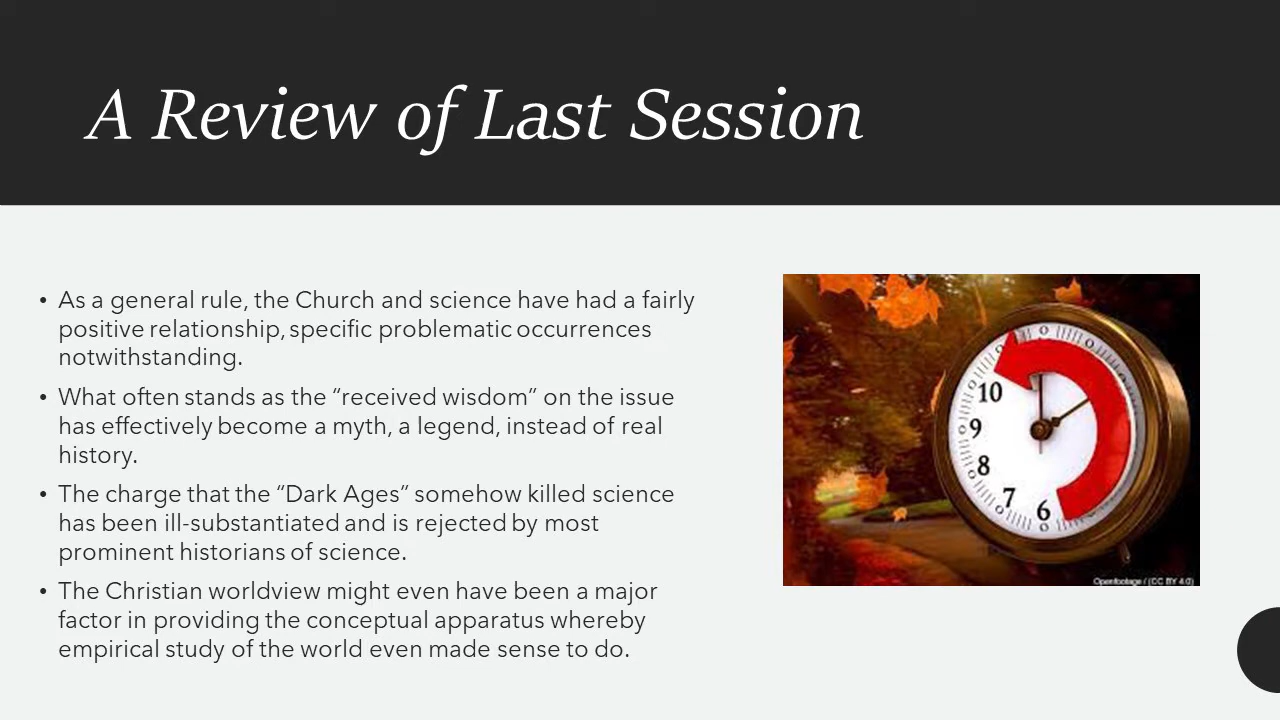 A Review of Last Session
• As a general rule, the Church and science have had a fairly
positive relationship, specific problematic occurrences
notwithstanding.
• What often stands as the “received wisdom” on the issue
has effectively become a myth, a legend, instead of real
history.
• The charge that the “Dark Ages” somehow killed science
has been ill-substantiated and is rejected by most
prominent historians of science.
• The Christian worldview might even have been a major
factor in providing the conceptual apparatus whereby
empirical study of the world even made sense to do.
10
9
8
7
6
Openfootage / (CC BY 4.0)